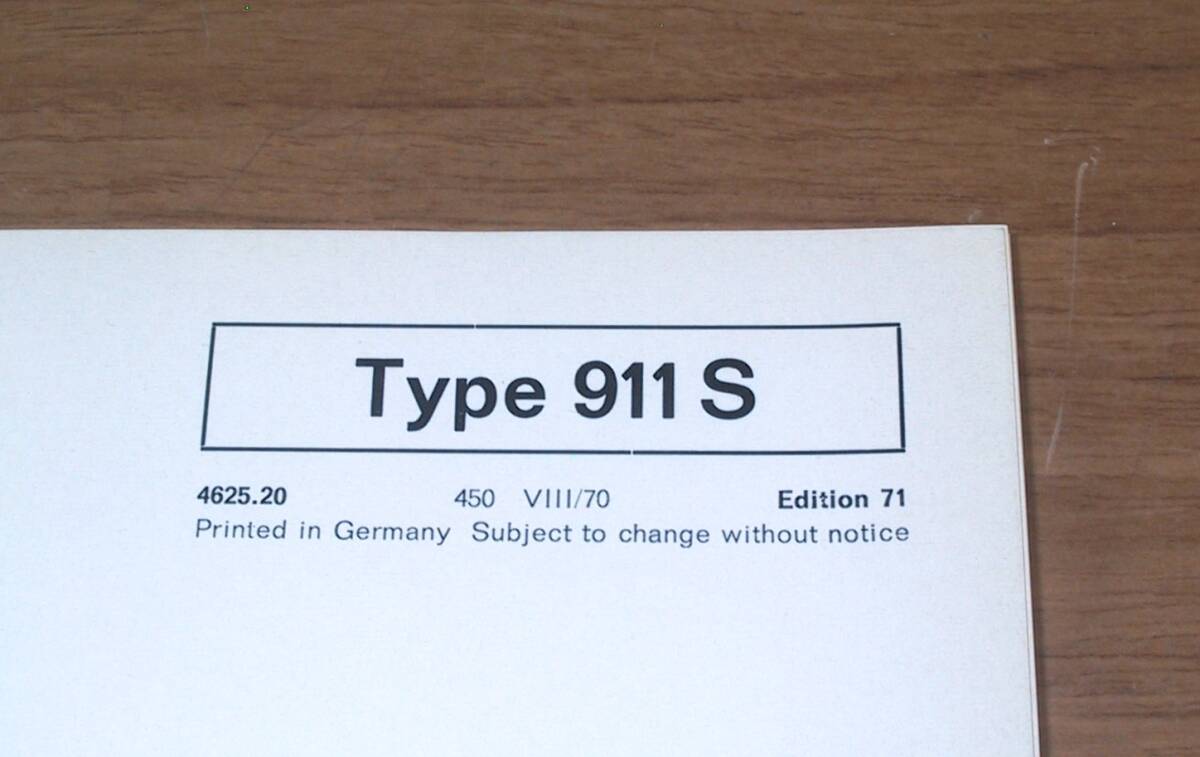 Type 911 S
4625.20 450 VIII/70 Edition 71
Printed in Germany Subject to change without notice